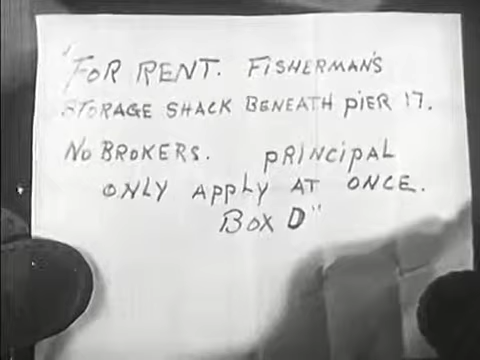 "FOR RENT. FISHERMAN'S
STORAGE SHACK BENEATH PIER 17.
NO BROKERS. PRINCIPAL
ONLY APPLY AT ONCE.
BOX D"